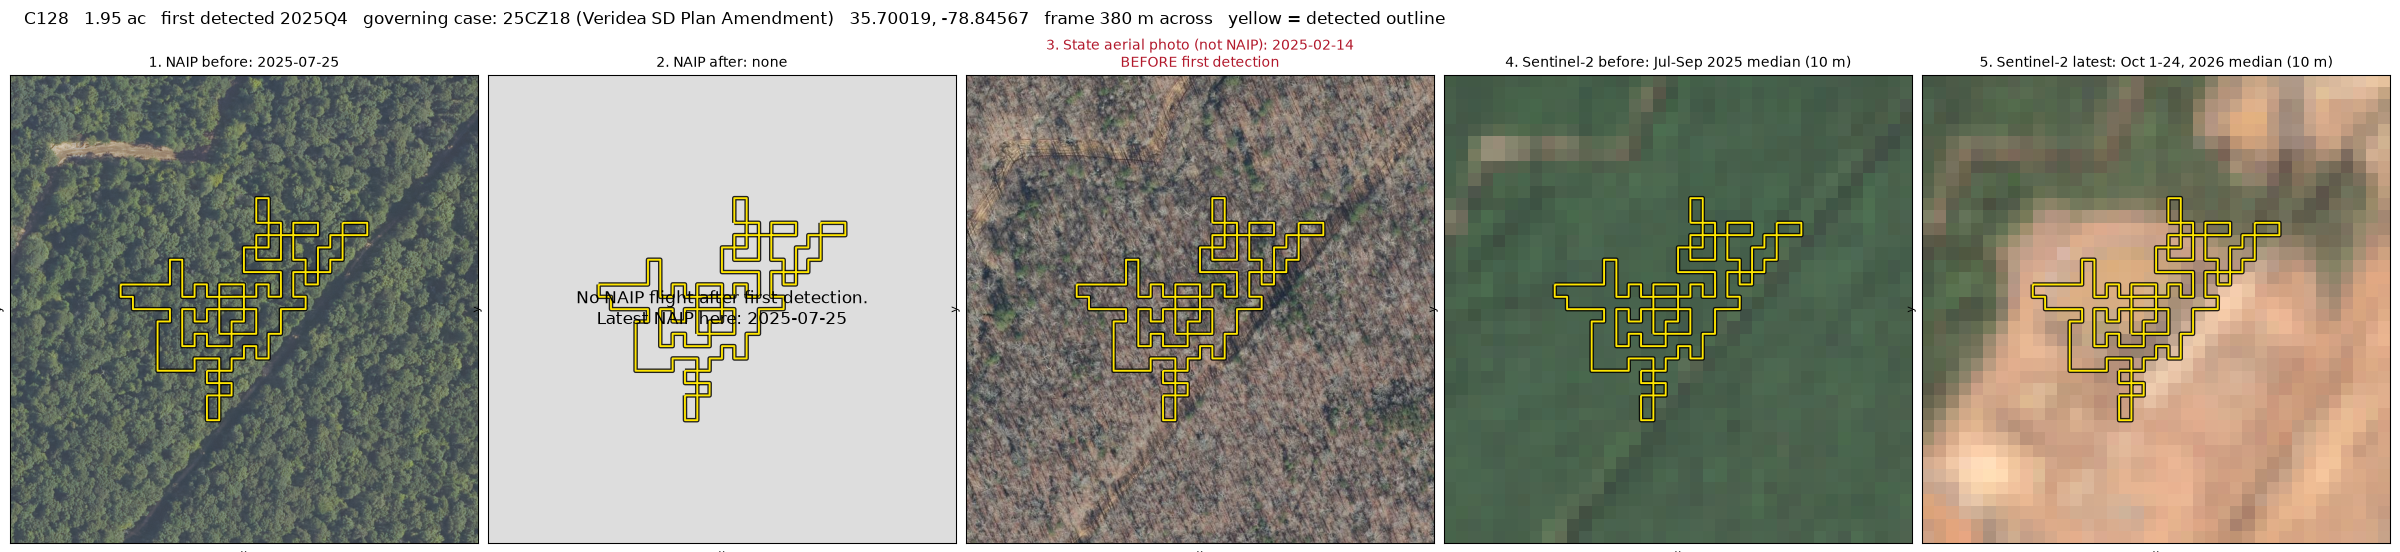 C128   1.95 ac   first detected 2025Q4   governing case: 25CZ18 (Veridea SD Plan Amendment)   35.70019, -78.84567   frame 380 m across   yellow = detected outline
1. NAIP before: 2025-07-25
2. NAIP after: none
3. State aerial photo (not NAIP): 2025-02-14
BEFORE first detection
4. Sentinel-2 before: Jul-Sep 2025 median (10 m)
5. Sentinel-2 latest: Oct 1-24, 2026 median (10 m)
No NAIP flight after first detection.
Latest NAIP here: 2025-07-25